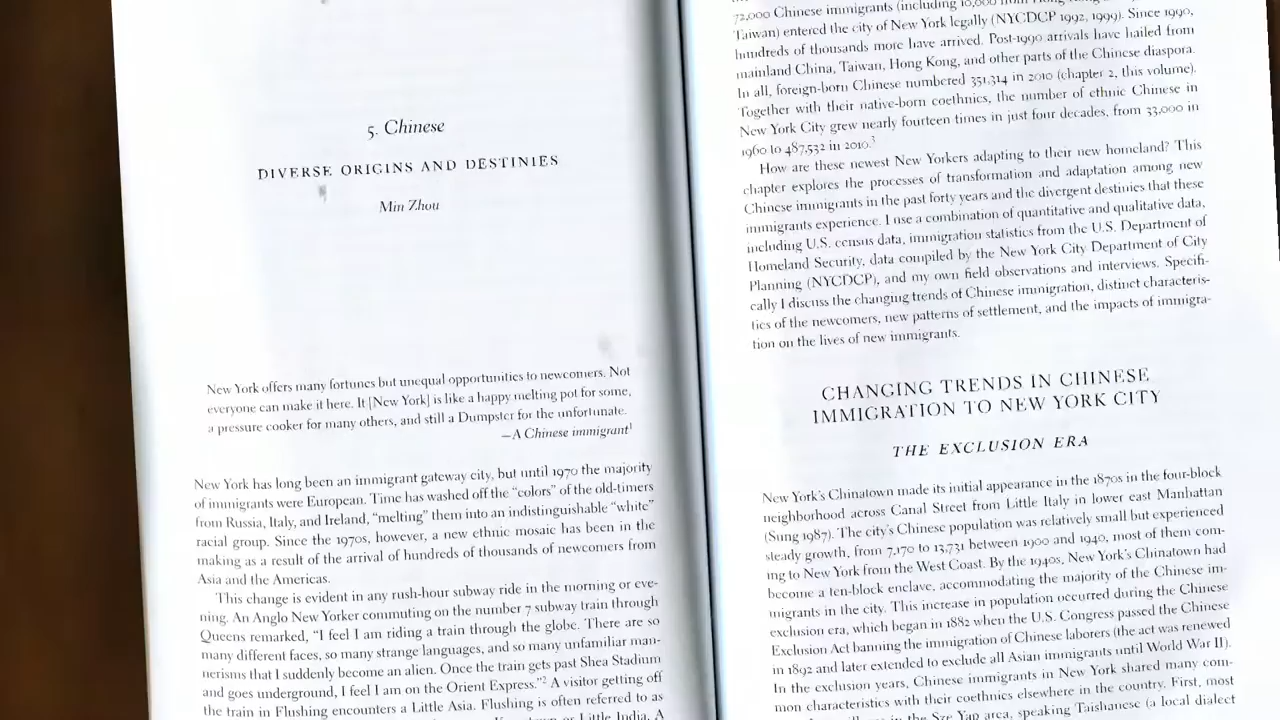 5. Chinese
DIVERSE ORIGINS AND DESTINIES
Min Zhou
New York offers many fortunes but unequal opportunities to newcomers. Not
everyone can make it here. It [New York] is like a happy melting pot for some,
a pressure cooker for many others, and still a Dumpster for the unfortunate.
—A Chinese immigrant¹
New York has long been an immigrant gateway city, but until 1970 the majority
of immigrants were European. Time has washed off the “colors” of the old-timers
from Russia, Italy, and Ireland, “melting” them into an indistinguishable “white”
racial group. Since the 1970s, however, a new ethnic mosaic has been in the
making as a result of the arrival of hundreds of thousands of newcomers from
Asia and the Americas.
This change is evident in any rush-hour subway ride in the morning or eve-
ning. An Anglo New Yorker commuting on the number 7 subway train through
Queens remarked, “I feel I am riding a train through the globe. There are so
many different faces, so many strange languages, and so many unfamiliar man-
nerisms that I suddenly become an alien. Once the train gets past Shea Stadium
and goes underground, I feel I am on the Orient Express.”² A visitor getting off
the train in Flushing encounters a Little Asia. Flushing is often referred to as
or Little India. A
72,000 Chinese immigrants (including 10,000 from Hong
Taiwan) entered the city of New York legally (NYCDCP 1992, 1999). Since 1990,
hundreds of thousands more have arrived. Post-1990 arrivals have hailed from
mainland China, Taiwan, Hong Kong, and other parts of the Chinese diaspora.
In all, foreign-born Chinese numbered 351,314 in 2010 (chapter 2, this volume).
Together with their native-born coethnics, the number of ethnic Chinese in
New York City grew nearly fourteen times in just four decades, from 33,000 in
1960 to 487,532 in 2010.³
How are these newest New Yorkers adapting to their new homeland? This
chapter explores the processes of transformation and adaptation among new
Chinese immigrants in the past forty years and the divergent destinies that these
immigrants experience. I use a combination of quantitative and qualitative data,
including U.S. census data, immigration statistics from the U.S. Department of
Homeland Security, data compiled by the New York City Department of City
Planning (NYCDCP), and my own field observations and interviews. Specifi-
cally I discuss the changing trends of Chinese immigration, distinct characteris-
tics of the newcomers, new patterns of settlement, and the impacts of immigra-
tion on the lives of new immigrants.
CHANGING TRENDS IN CHINESE
IMMIGRATION TO NEW YORK CITY
THE EXCLUSION ERA
New York's Chinatown made its initial appearance in the 1870s in the four-block
neighborhood across Canal Street from Little Italy in lower east Manhattan
(Sung 1987). The city's Chinese population was relatively small but experienced
steady growth, from 7,170 to 13,731 between 1900 and 1940, most of them com-
ing to New York from the West Coast. By the 1940s, New York's Chinatown had
become a ten-block enclave, accommodating the majority of the Chinese im-
migrants in the city. This increase in population occurred during the Chinese
exclusion era, which began in 1882 when the U.S. Congress passed the Chinese
Exclusion Act banning the immigration of Chinese laborers (the act was renewed
in 1892 and later extended to exclude all Asian immigrants until World War II).
In the exclusion years, Chinese immigrants in New York shared many com-
mon characteristics with their coethnics elsewhere in the country. First, most
in the Sze Yap area, speaking Taishanese (a local dialect